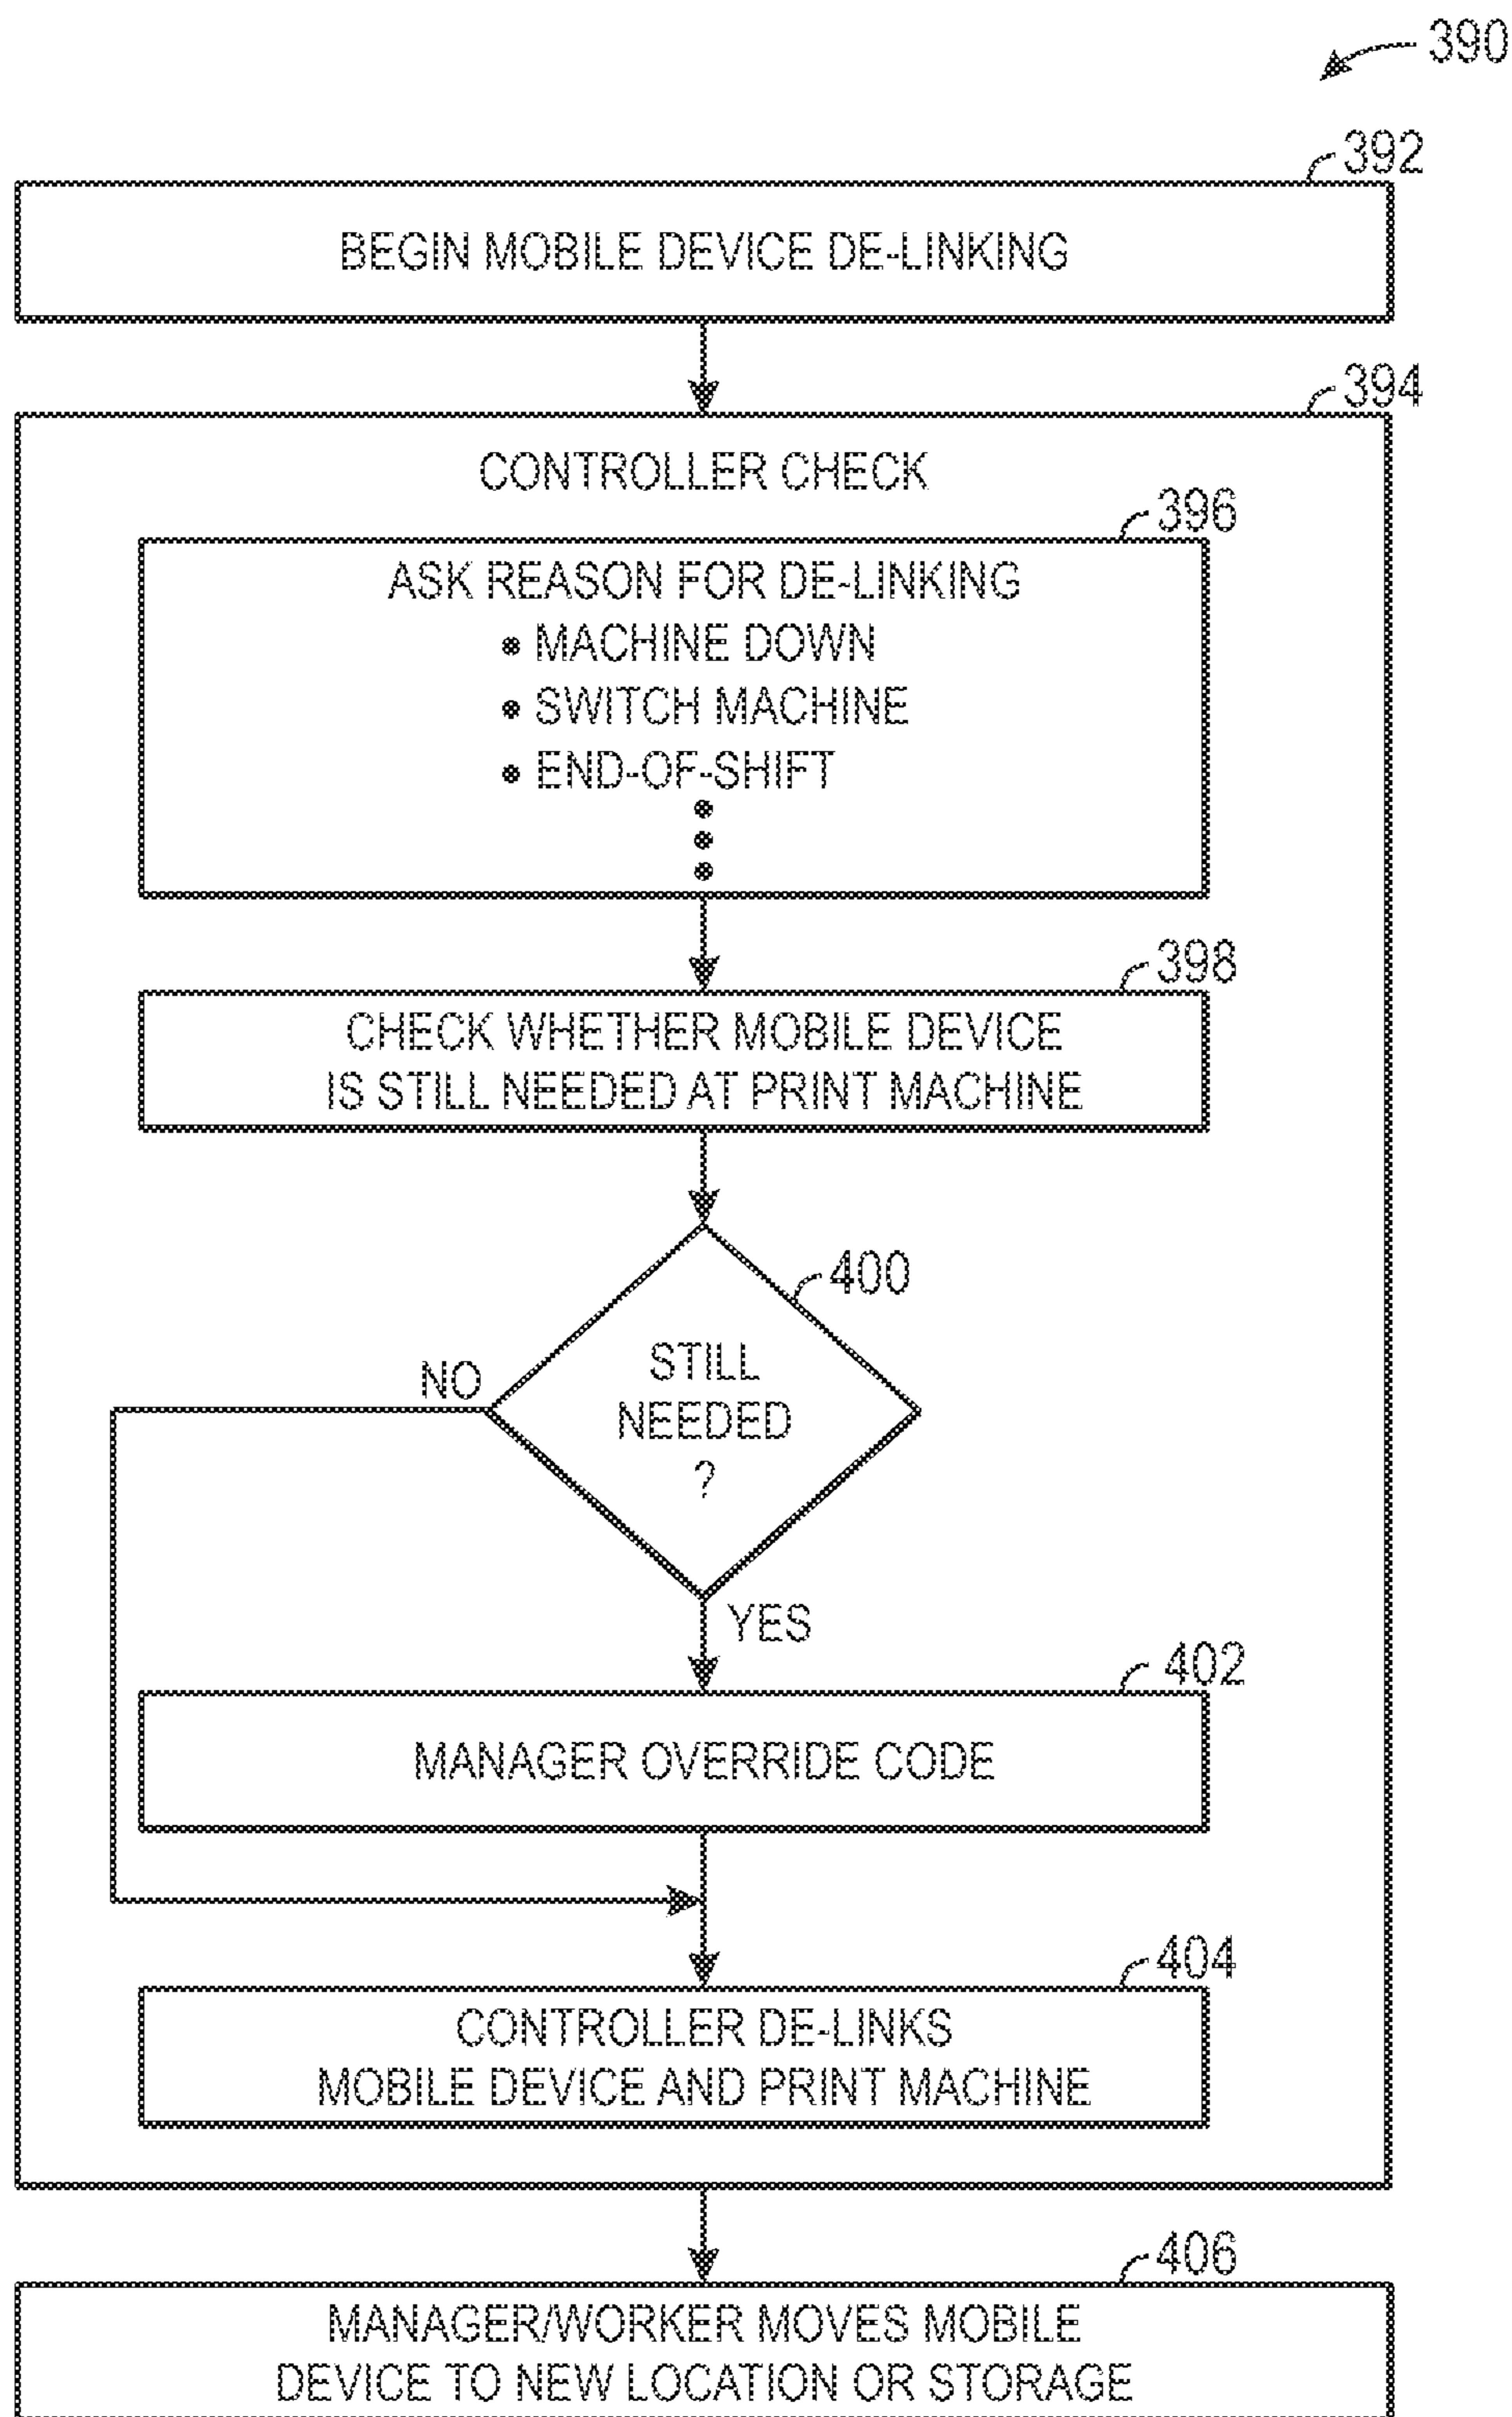 390
392
BEGIN MOBILE DEVICE DE-LINKING
394
CONTROLLER CHECK
396
ASK REASON FOR DE-LINKING
• MACHINE DOWN
• SWITCH MACHINE
• END-OF-SHIFT
398
CHECK WHETHER MOBILE DEVICE
IS STILL NEEDED AT PRINT MACHINE
400
STILL
NEEDED
?
NO
YES
402
MANAGER OVERRIDE CODE
404
CONTROLLER DE-LINKS
MOBILE DEVICE AND PRINT MACHINE
406
MANAGER/WORKER MOVES MOBILE
DEVICE TO NEW LOCATION OR STORAGE